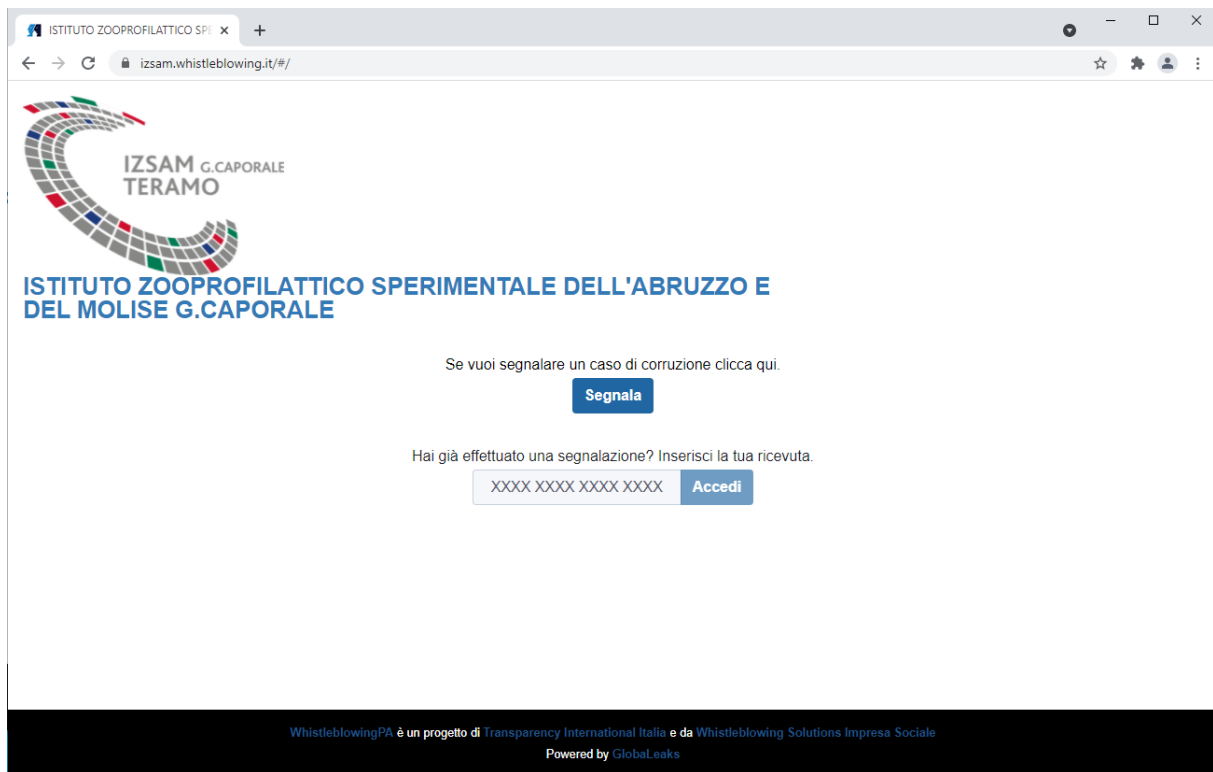 ISTITUTO ZOOPROFILATTICO SPE
izsam.whistleblowing.it/#/
IZSAM G.CAPORALE
TERAMO
ISTITUTO ZOOPROFILATTICO SPERIMENTALE DELL'ABRUZZO E
DEL MOLISE G.CAPORALE
Se vuoi segnalare un caso di corruzione clicca qui.
Segnala
Hai già effettuato una segnalazione? Inserisci la tua ricevuta.
XXXX XXXX XXXX XXXX Accedi
WhistleblowingPA è un progetto di Transparency International Italia e da Whistleblowing Solutions Impresa Sociale
Powered by GlobaLeaks